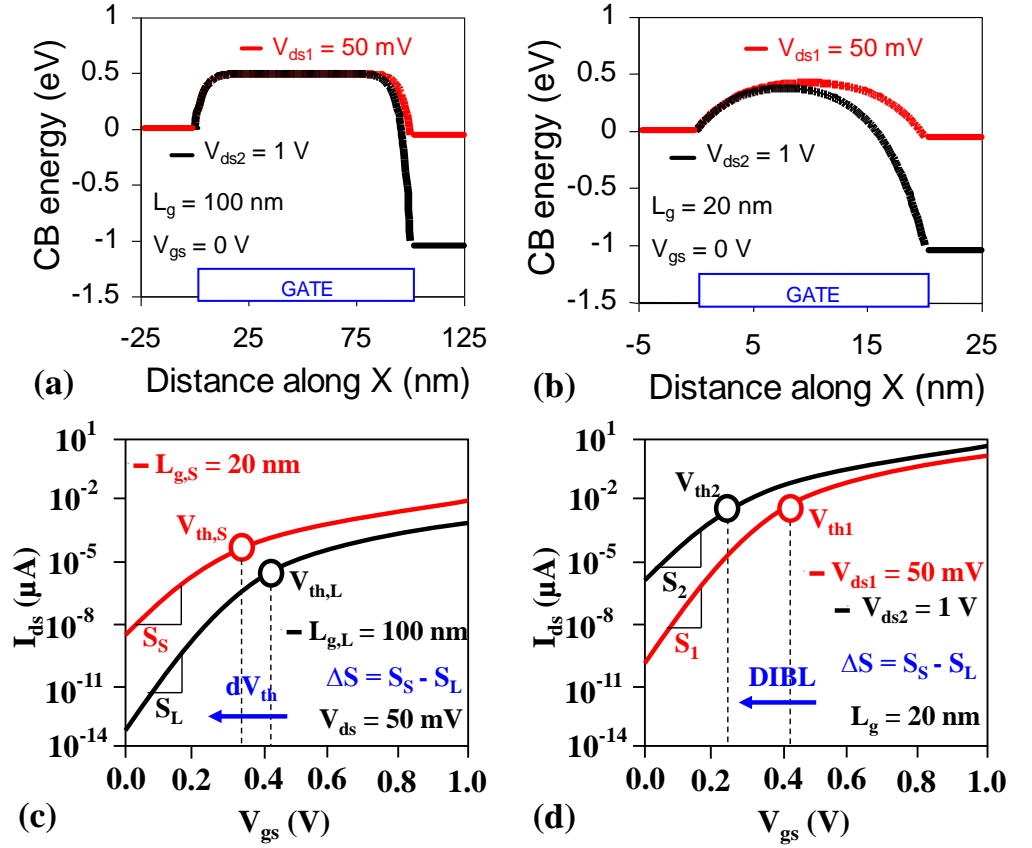 1
0.5
0
-0.5
-1
-1.5
CB energy (eV)
V_ds1 = 50 mV
V_ds2 = 1 V
L_g = 100 nm
V_gs = 0 V
GATE
-25 25 75 125
(a)
Distance along X (nm)
1
0.5
0
-0.5
-1
-1.5
CB energy (eV)
V_ds1 = 50 mV
V_ds2 = 1 V
L_g = 20 nm
V_gs = 0 V
GATE
-5 5 15 25
(b)
Distance along X (nm)
10^1
10^-2
10^-5
10^-8
10^-11
10^-14
I_ds (µA)
L_g,S = 20 nm
V_th,S
V_th,L
L_g,L = 100 nm
S_S
S_L
dV_th
ΔS = S_S - S_L
V_ds = 50 mV
0.0 0.2 0.4 0.6 0.8 1.0
(c)
V_gs (V)
10^1
10^-2
10^-5
10^-8
10^-11
10^-14
I_ds (µA)
V_th2
V_th1
S_2
S_1
V_ds1 = 50 mV
V_ds2 = 1 V
ΔS = S_S - S_L
DIBL
L_g = 20 nm
0.0 0.2 0.4 0.6 0.8 1.0
(d)
V_gs (V)